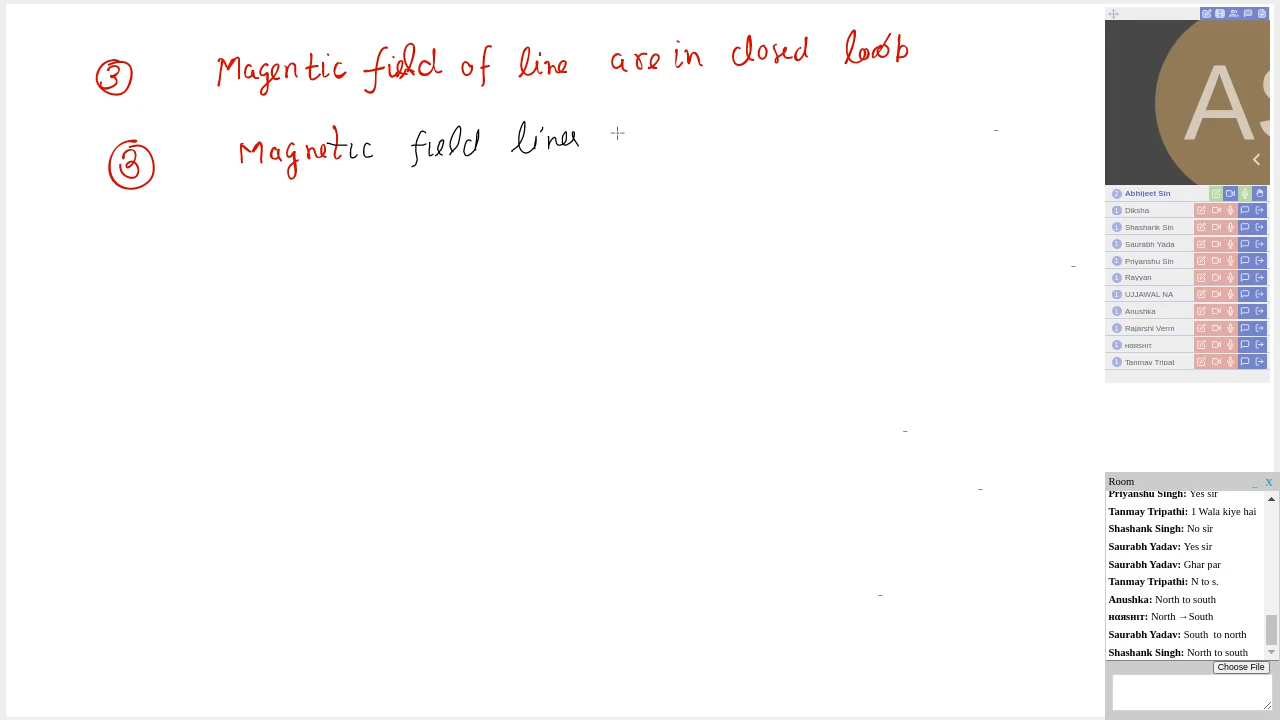 ③ Magentic field of line are in closed loop
③ Magnetic field lines
AS
Abhijeet Sin
Diksha
Shashank Sin
Saurabh Yada
Priyanshu Sin
Rayyan
UJJAWAL NA
Anushka
Rajarshi Verm
нαяsнιт
Tanmay Tripat
Room _ X
Priyanshu Singh: Yes sir
Tanmay Tripathi: 1 Wala kiye hai
Shashank Singh: No sir
Saurabh Yadav: Yes sir
Saurabh Yadav: Ghar par
Tanmay Tripathi: N to s.
Anushka: North to south
нαяsнιт: North →South
Saurabh Yadav: South to north
Shashank Singh: North to south
Choose File